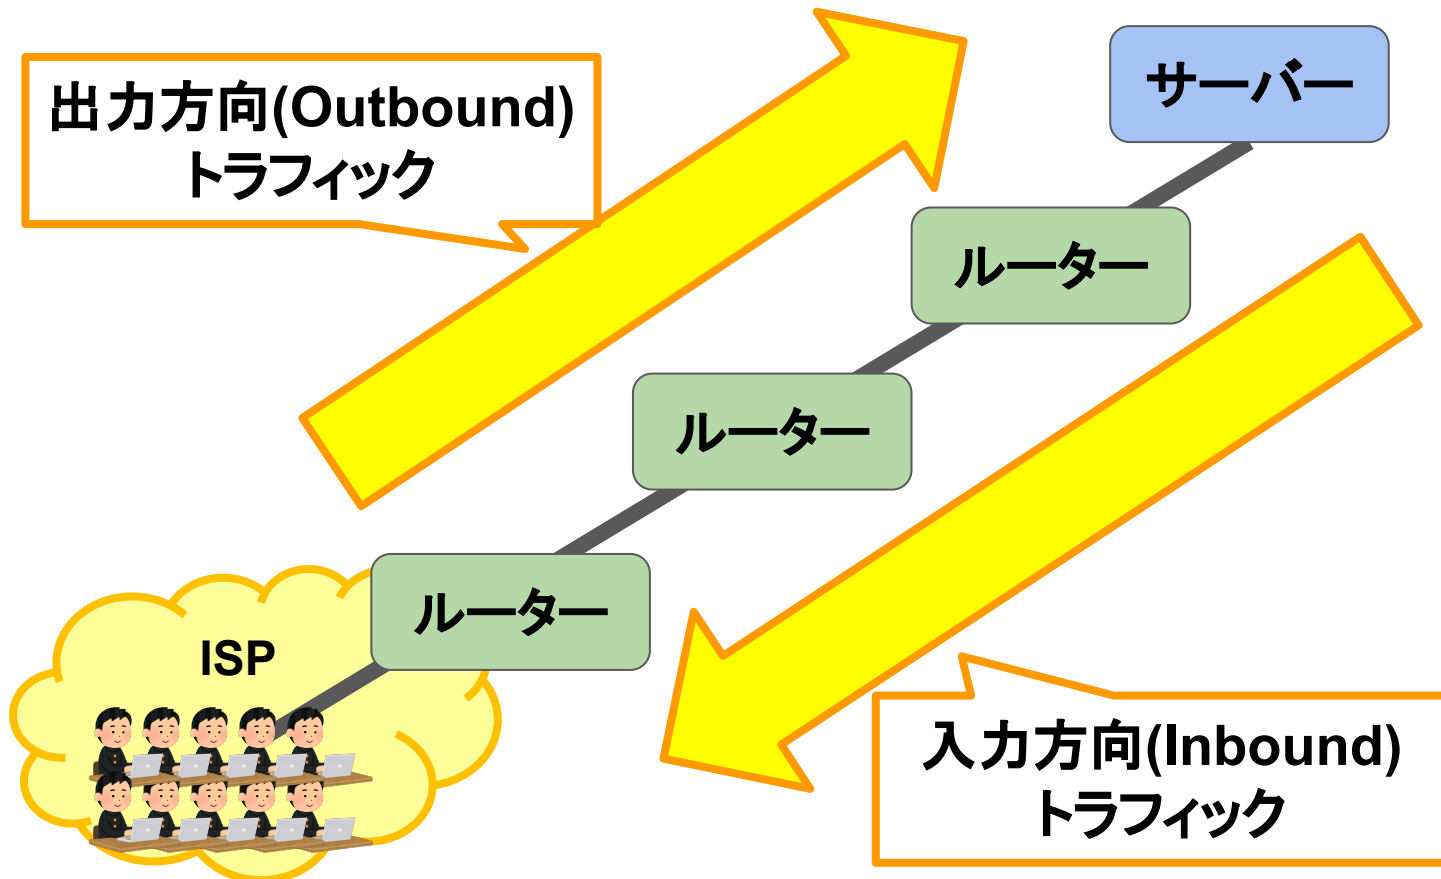 出力方向(Outbound)
トラフィック
サーバー
ルーター
ルーター
ルーター
ISP
入力方向(Inbound)
トラフィック